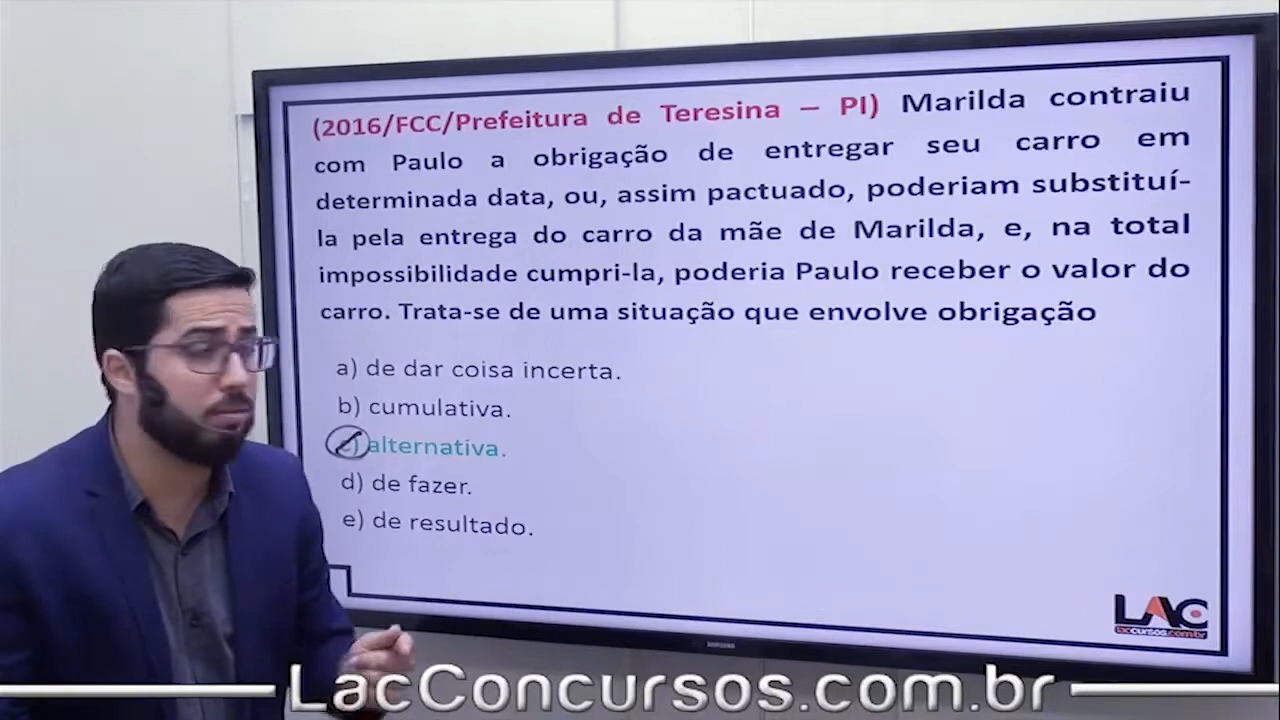 (2016/FCC/Prefeitura de Teresina – PI) Marilda contraiu
com Paulo a obrigação de entregar seu carro em
determinada data, ou, assim pactuado, poderiam substituí-
la pela entrega do carro da mãe de Marilda, e, na total
impossibilidade cumpri-la, poderia Paulo receber o valor do
carro. Trata-se de uma situação que envolve obrigação
a) de dar coisa incerta.
b) cumulativa.
c) alternativa.
d) de fazer.
e) de resultado.
LAC
laccursos.com.br
SAMSUNG
LacConcursos.com.br